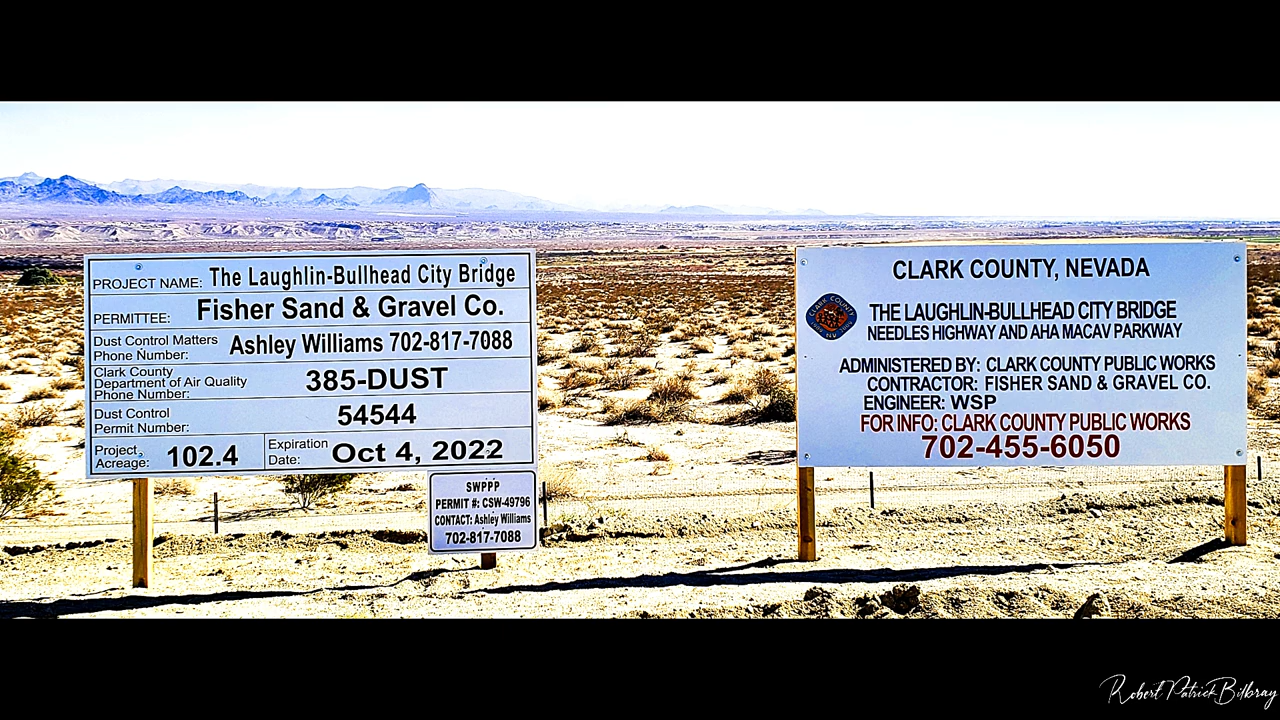 PROJECT NAME: The Laughlin-Bullhead City Bridge
PERMITTEE: Fisher Sand & Gravel Co.
Dust Control Matters
Phone Number: Ashley Williams 702-817-7088
Clark County
Department of Air Quality
Phone Number: 385-DUST
Dust Control
Permit Number: 54544
Project
Acreage: 102.4
Expiration
Date: Oct 4, 2022
SWPPP
PERMIT #: CSW-49796
CONTACT: Ashley Williams
702-817-7088
CLARK COUNTY, NEVADA
CLARK COUNTY
THE LAUGHLIN-BULLHEAD CITY BRIDGE
NEEDLES HIGHWAY AND AHA MACAV PARKWAY
ADMINISTERED BY: CLARK COUNTY PUBLIC WORKS
CONTRACTOR: FISHER SAND & GRAVEL CO.
ENGINEER: WSP
FOR INFO: CLARK COUNTY PUBLIC WORKS
702-455-6050
Robert Patrick Bilbray